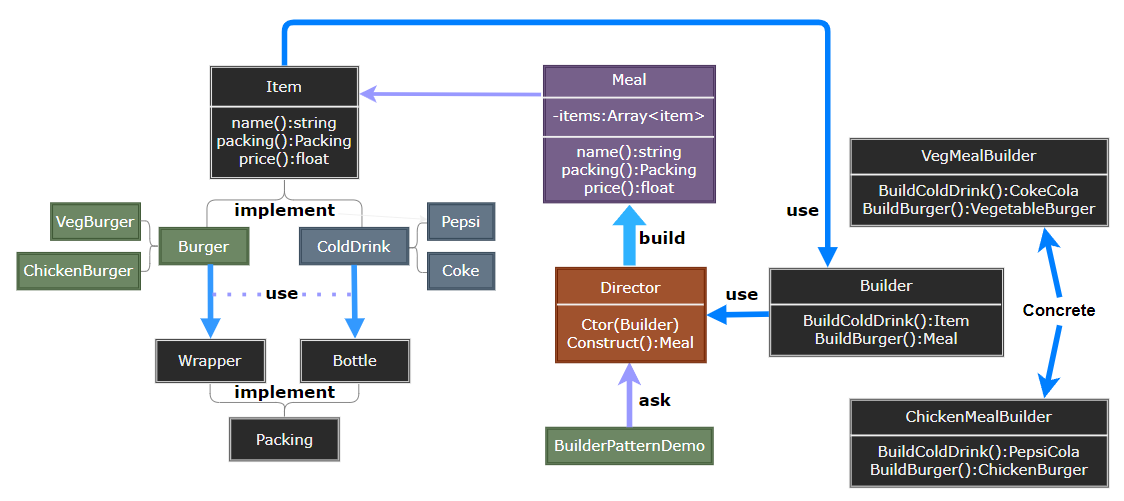 Item
name():string
packing():Packing
price():float
Meal
-items:Array<item>
name():string
packing():Packing
price():float
VegMealBuilder
BuildColdDrink():CokeCola
BuildBurger():VegetableBurger
implement
VegBurger
ChickenBurger
Burger
ColdDrink
Pepsi
Coke
use
build
use
Director
Ctor(Builder)
Construct():Meal
use
Builder
BuildColdDrink():Item
BuildBurger():Meal
Concrete
Wrapper
Bottle
implement
Packing
ask
BuilderPatternDemo
ChickenMealBuilder
BuildColdDrink():PepsiCola
BuildBurger():ChickenBurger